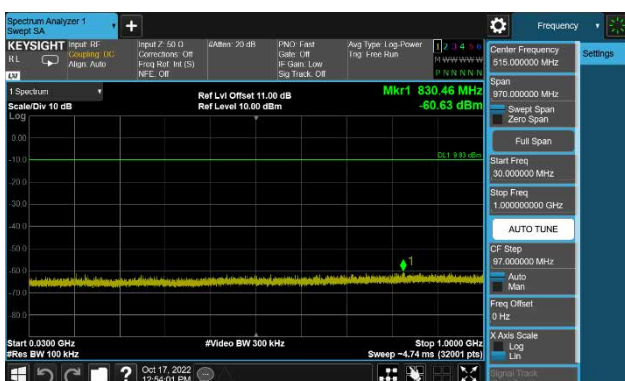 Spectrum Analyzer 1
Swept SA
Frequency
KEYSIGHT
RL
Input: RF
Coupling: DC
Align: Auto
Input Z: 50 Ω
Corrections: Off
Freq Ref: Int (S)
NFE: Off
#Atten: 20 dB
PNO: Fast
Gate: Off
IF Gain: Low
Sig Track: Off
Avg Type: Log-Power
Trig: Free Run
1 2 3 4 5 6
M W W W W W
P N N N N N
1 Spectrum
Scale/Div 10 dB
Ref Lvl Offset 11.00 dB
Ref Level 10.00 dBm
Mkr1 830.46 MHz
-60.63 dBm
Log
0.00
-10.0
-20.0
-30.0
-40.0
-50.0
-60.0
-70.0
-80.0
1
Start 0.0300 GHz
#Res BW 100 kHz
#Video BW 300 kHz
Stop 1.0000 GHz
Sweep ~4.74 ms (32001 pts)
Oct 17, 2022
12:54:01 PM
Center Frequency
515.000000 MHz
Settings
Span
970.000000 MHz
Swept Span
Zero Span
Full Span
Start Freq
30.000000 MHz
Stop Freq
1.000000000 GHz
AUTO TUNE
CF Step
97.000000 MHz
Auto
Man
Freq Offset
0 Hz
X Axis Scale
Log
Lin
Signal Track